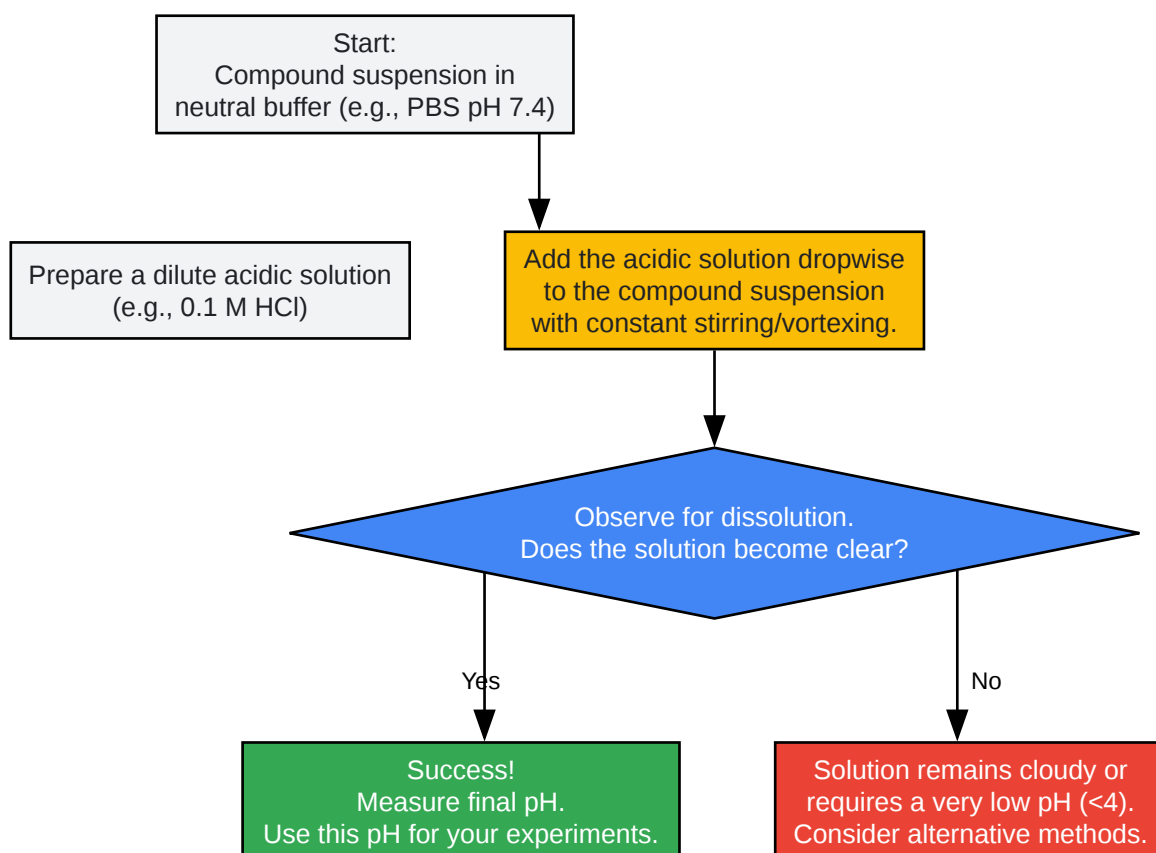 Start:
Compound suspension in
neutral buffer (e.g., PBS pH 7.4)
Prepare a dilute acidic solution
(e.g., 0.1 M HCl)
Add the acidic solution dropwise
to the compound suspension
with constant stirring/vortexing.
Observe for dissolution.
Does the solution become clear?
Yes
No
Success!
Measure final pH.
Use this pH for your experiments.
Solution remains cloudy or
requires a very low pH (<4).
Consider alternative methods.